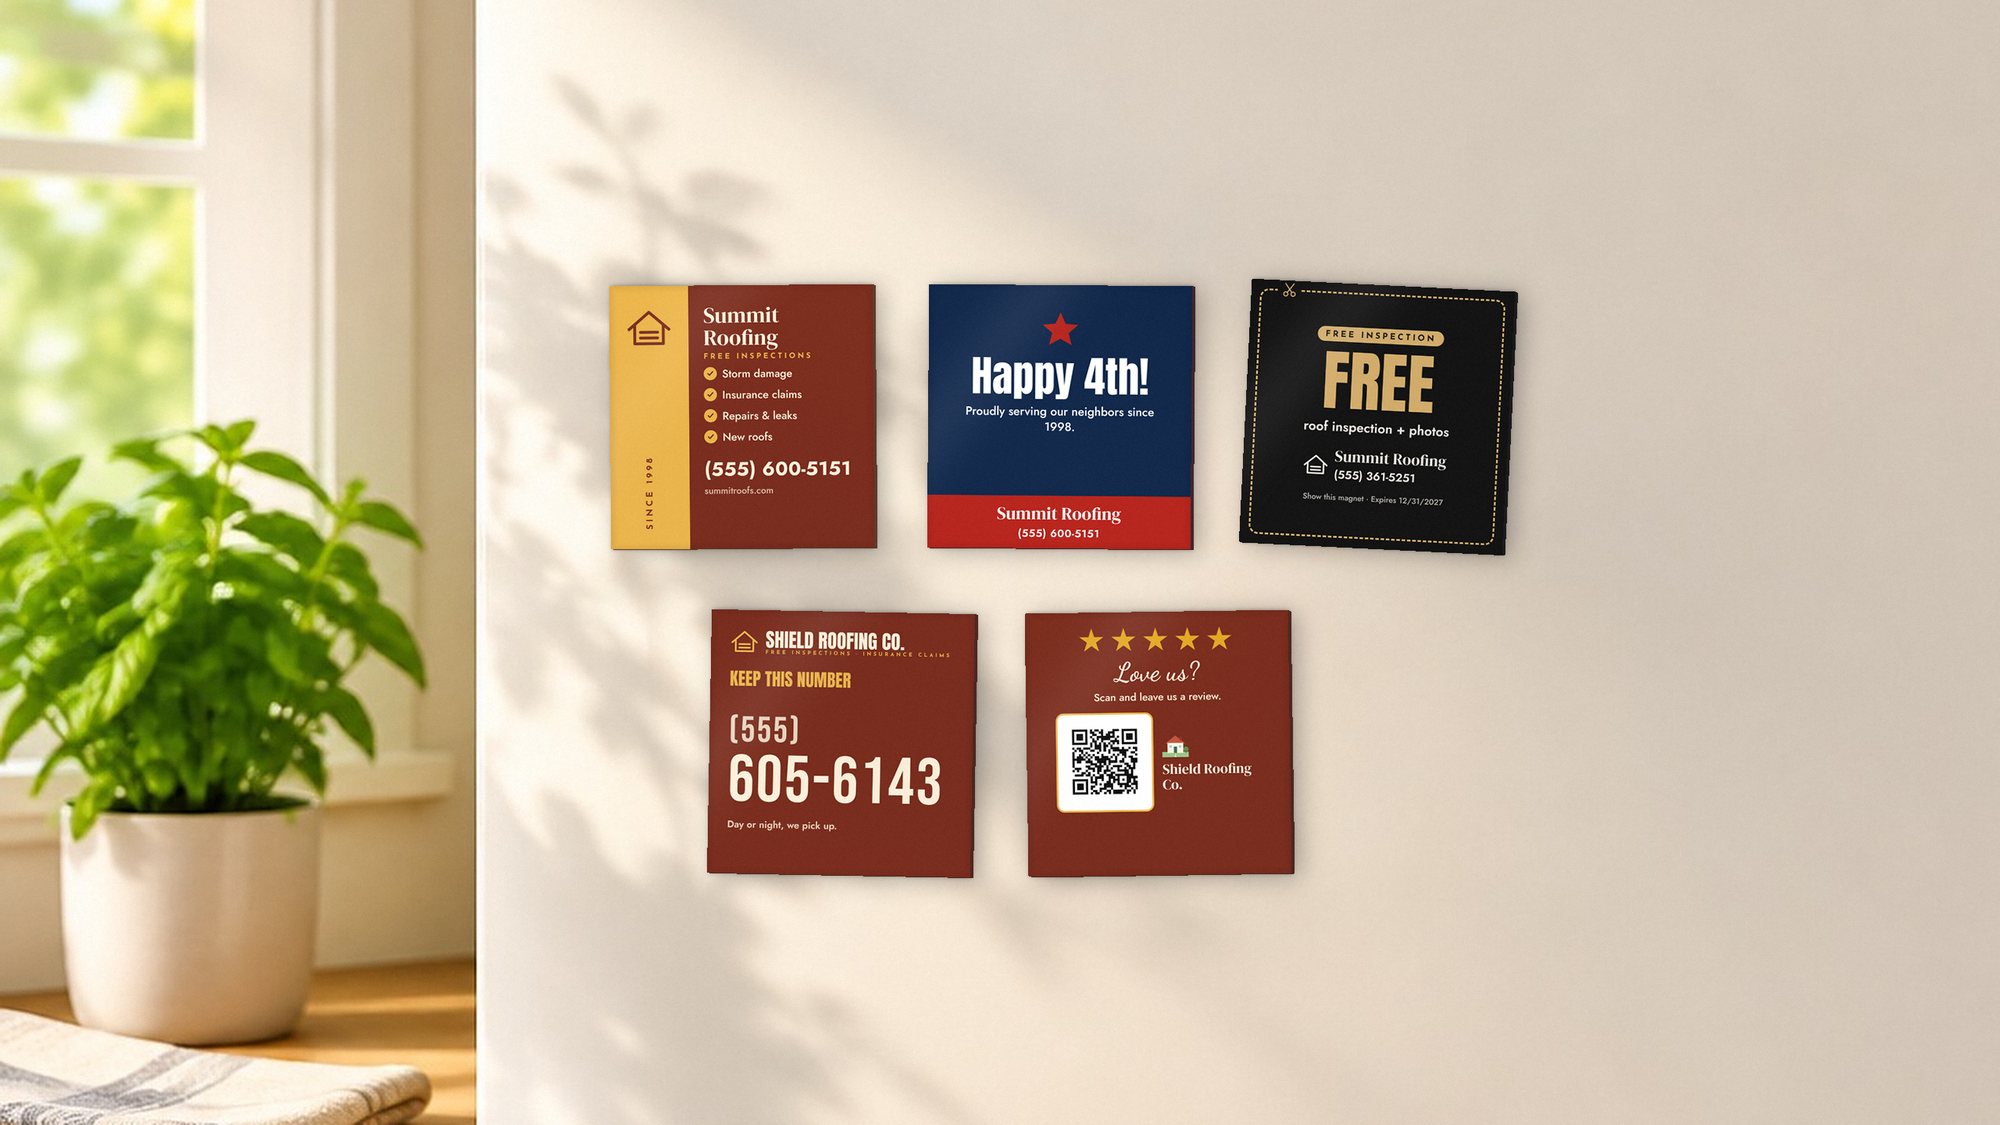 Summit
Roofing
FREE INSPECTIONS
Storm damage
Insurance claims
Repairs & leaks
New roofs
(555) 600-5151
summitroofs.com
SINCE 1998
Happy 4th!
Proudly serving our neighbors since
1998.
Summit Roofing
(555) 600-5151
FREE INSPECTION
FREE
roof inspection + photos
Summit Roofing
(555) 361-5251
Show this magnet · Expires 12/31/2027
SHIELD ROOFING CO.
FREE INSPECTIONS · INSURANCE CLAIMS
KEEP THIS NUMBER
(555)
605-6143
Day or night, we pick up.
Love us?
Scan and leave us a review.
Shield Roofing
Co.